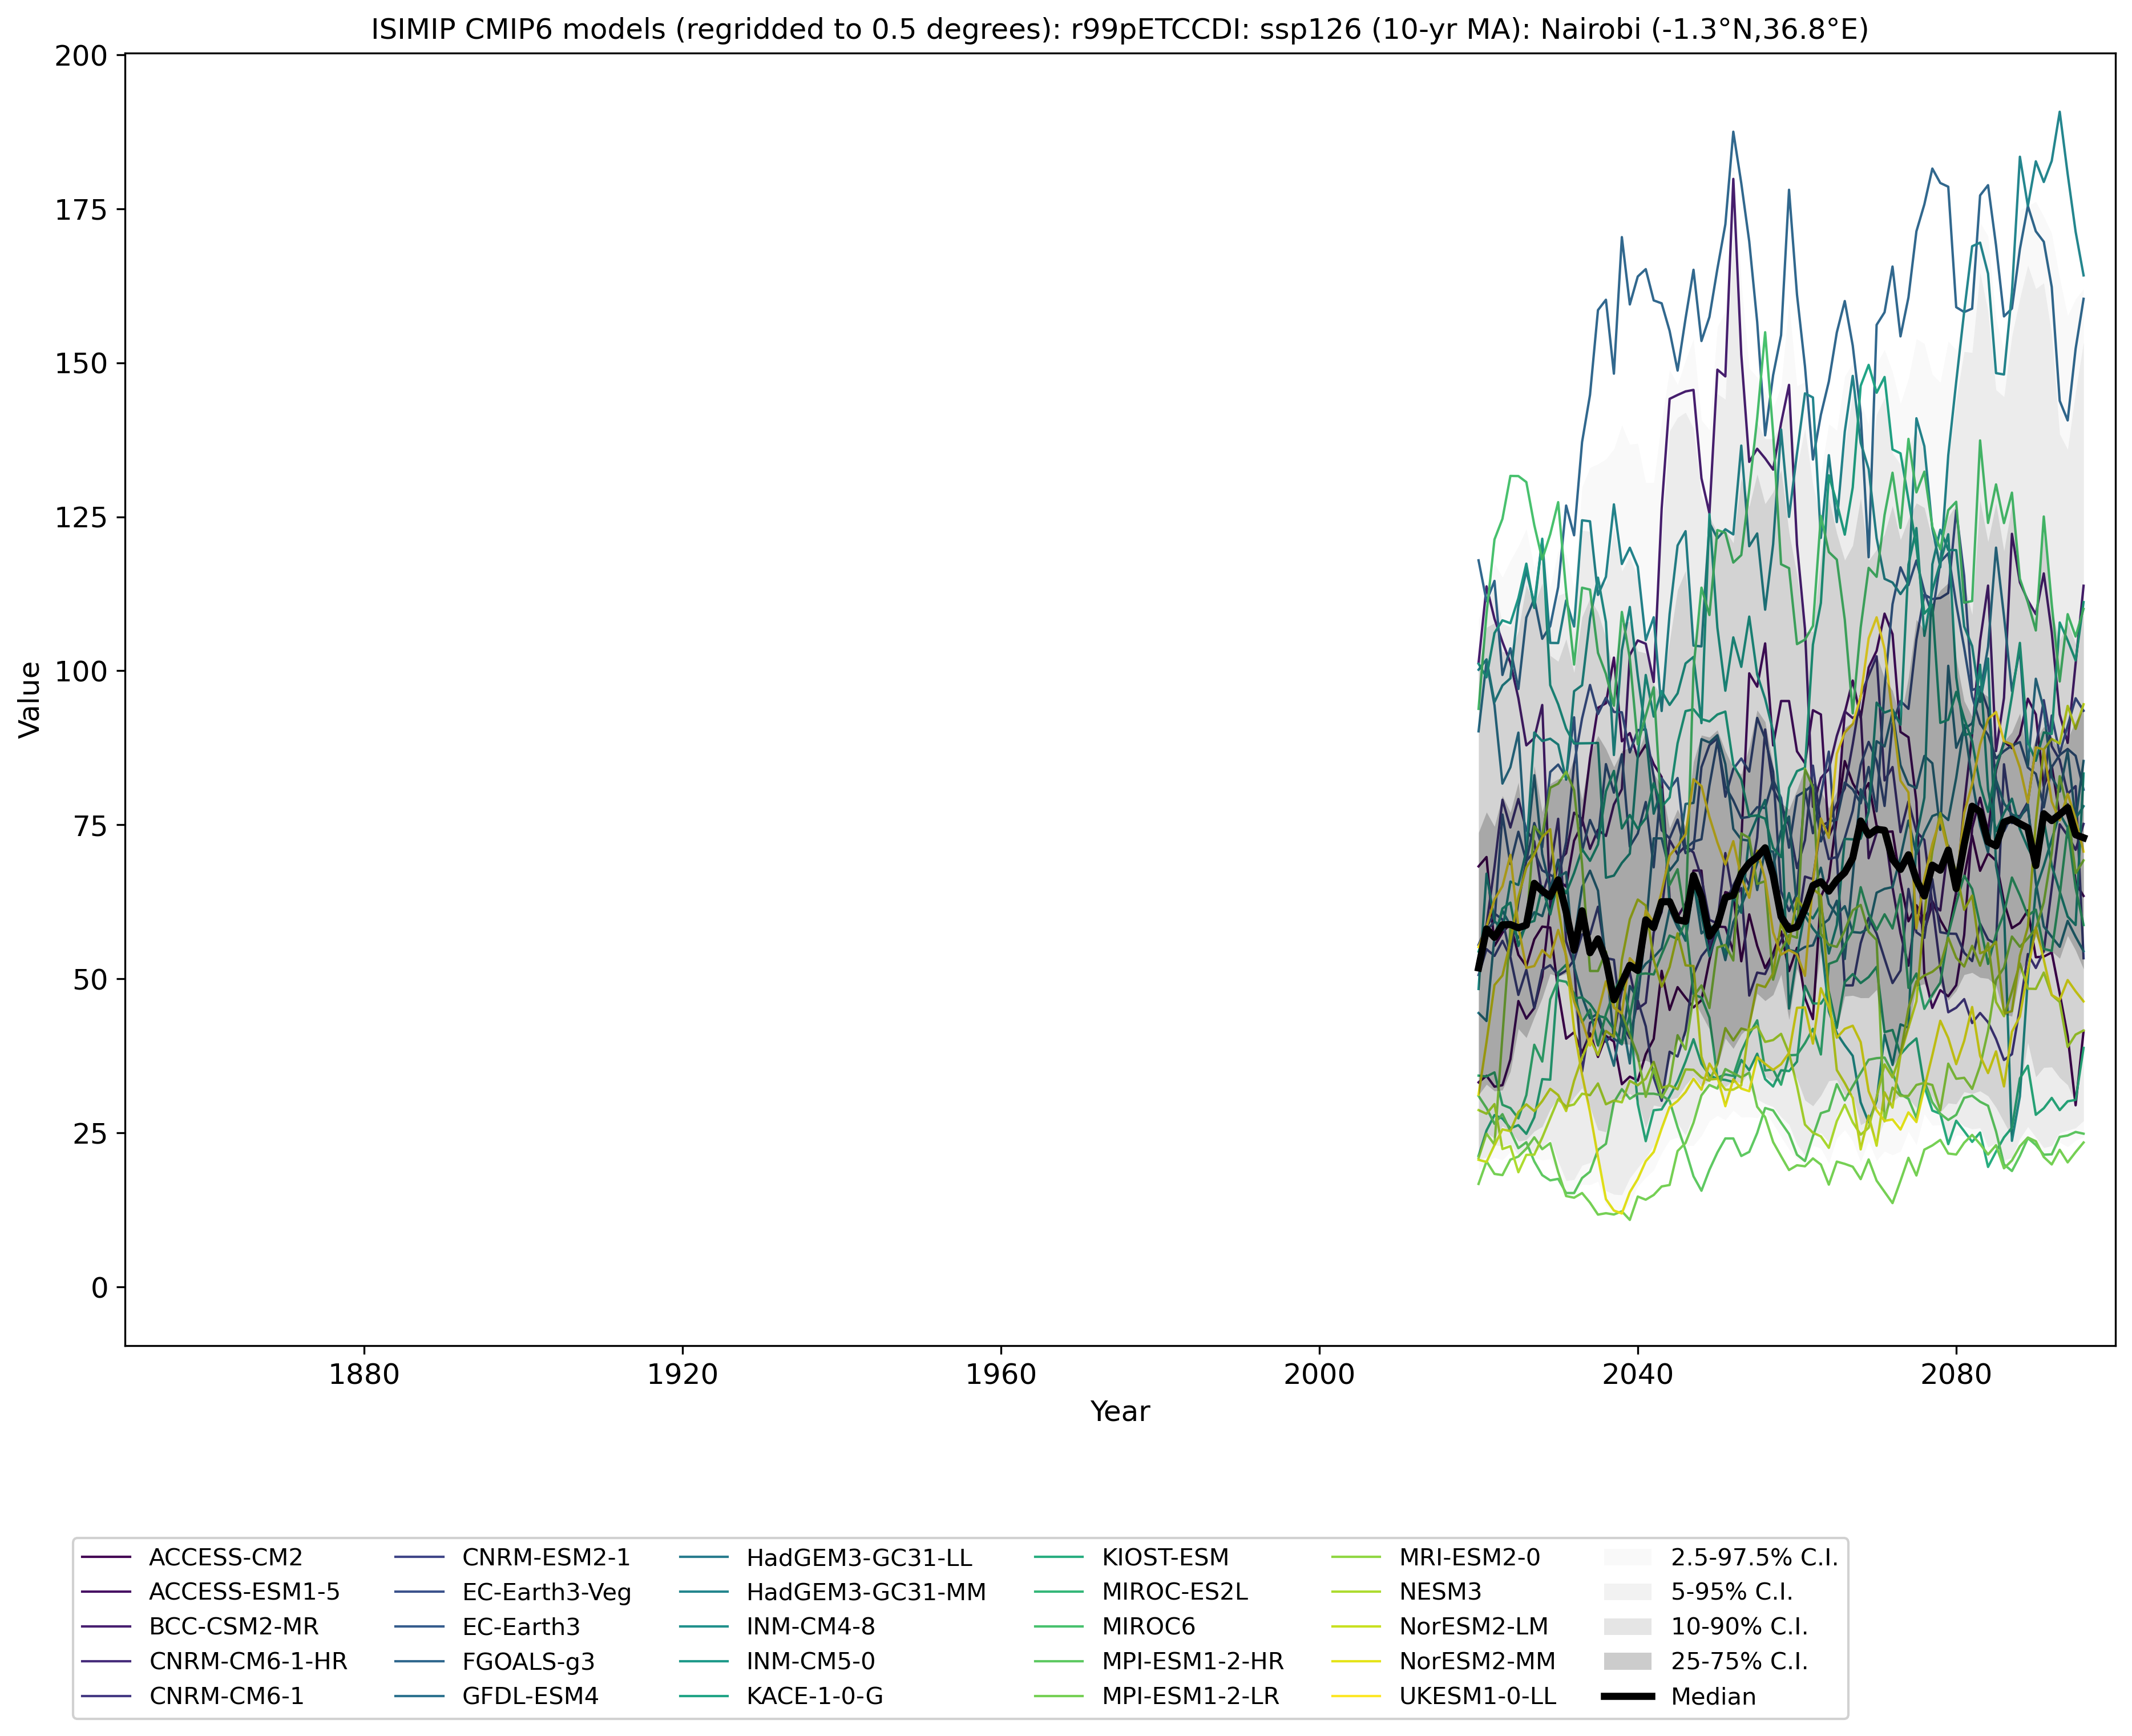 ISIMIP CMIP6 models (regridded to 0.5 degrees): r99pETCCDI: ssp126 (10-yr MA): Nairobi (-1.3°N,36.8°E)
200
175
150
125
100
75
50
25
0
Value
1880 1920 1960 2000 2040 2080
Year
ACCESS-CM2
ACCESS-ESM1-5
BCC-CSM2-MR
CNRM-CM6-1-HR
CNRM-CM6-1
CNRM-ESM2-1
EC-Earth3-Veg
EC-Earth3
FGOALS-g3
GFDL-ESM4
HadGEM3-GC31-LL
HadGEM3-GC31-MM
INM-CM4-8
INM-CM5-0
KACE-1-0-G
KIOST-ESM
MIROC-ES2L
MIROC6
MPI-ESM1-2-HR
MPI-ESM1-2-LR
MRI-ESM2-0
NESM3
NorESM2-LM
NorESM2-MM
UKESM1-0-LL
2.5-97.5% C.I.
5-95% C.I.
10-90% C.I.
25-75% C.I.
Median